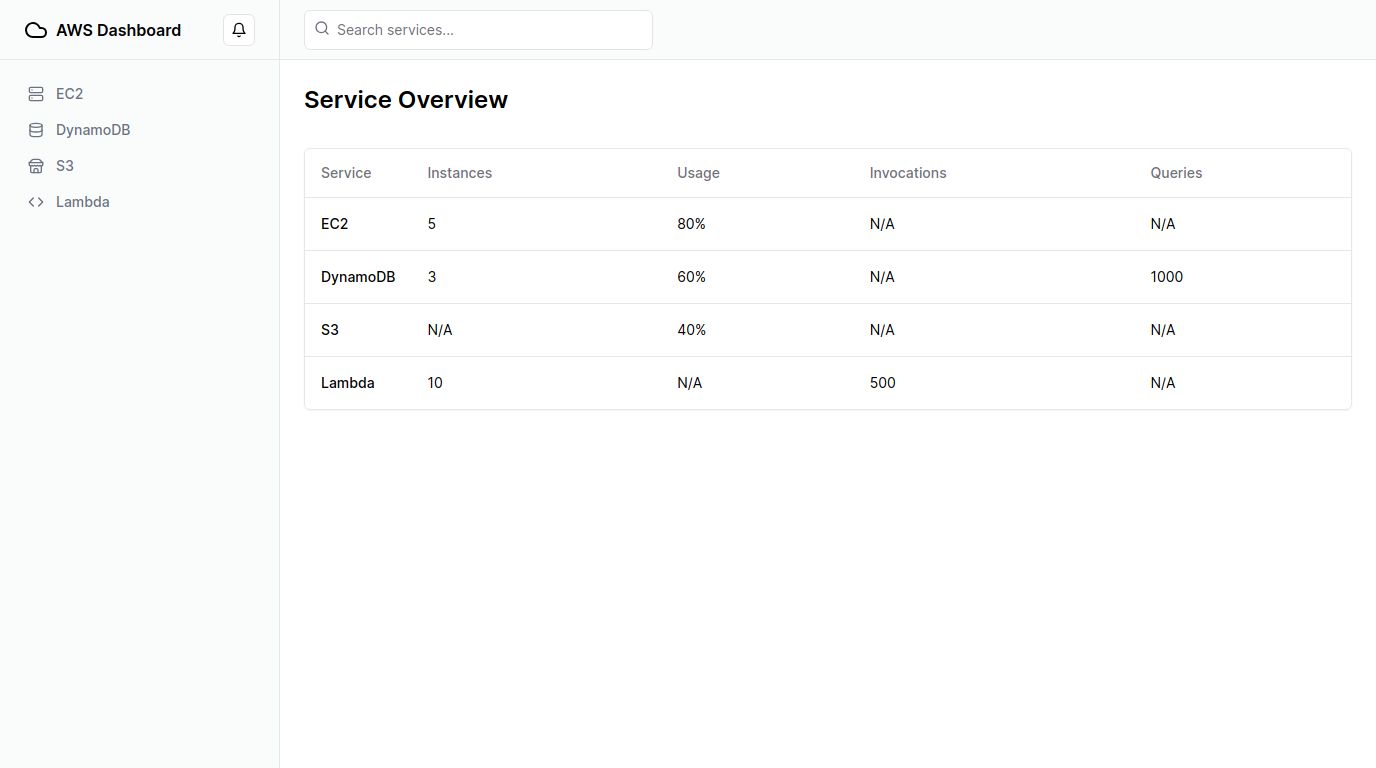 AWS Dashboard
Search services...
EC2
DynamoDB
S3
Lambda
Service Overview
Service Instances Usage Invocations Queries
EC2 5 80% N/A N/A
DynamoDB 3 60% N/A 1000
S3 N/A 40% N/A N/A
Lambda 10 N/A 500 N/A